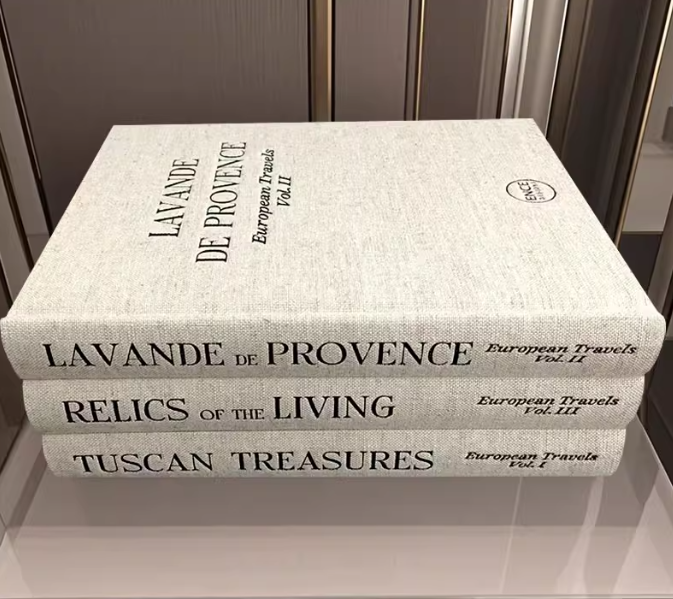 LAVANDE
DE PROVENCE
European Travels
Vol. II
ENCE
LAVANDE DE PROVENCE
European Travels
Vol. II
RELICS OF THE LIVING
European Travels
Vol. III
TUSCAN TREASURES
European Travels
Vol. I